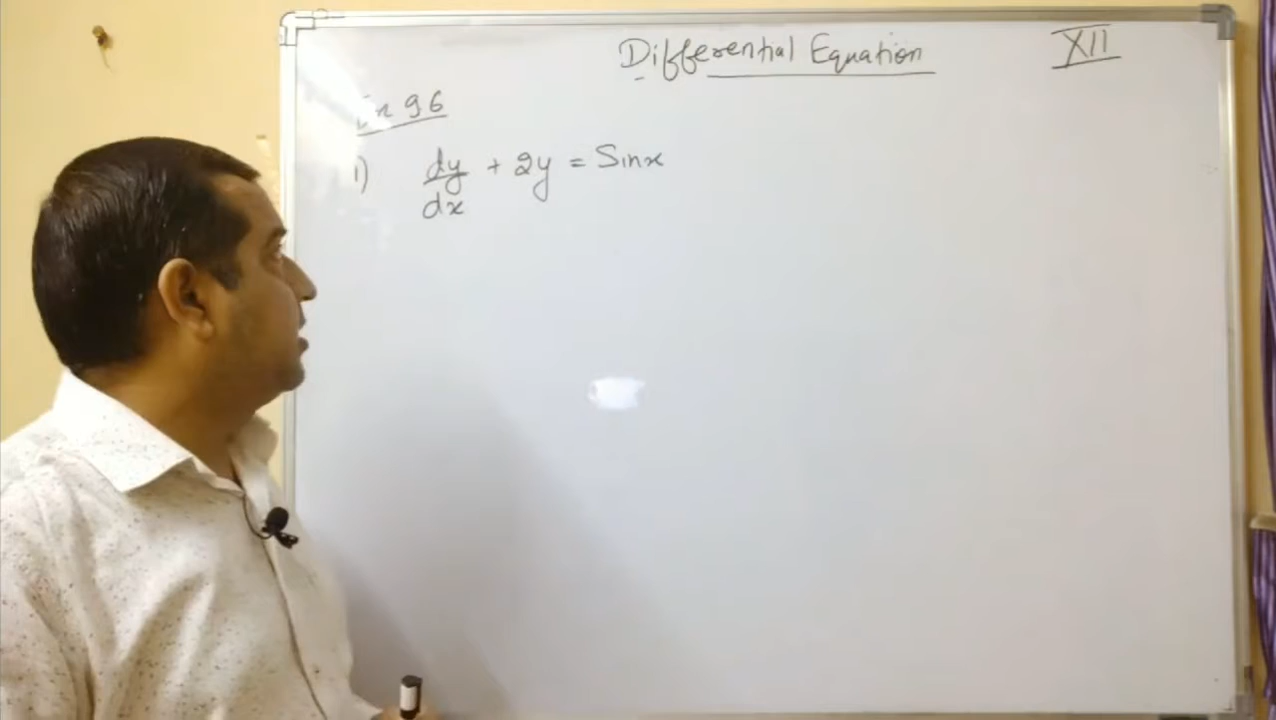 Differential Equation
XII
Ex 9.6
1) dy/dx + 2y = Sinx